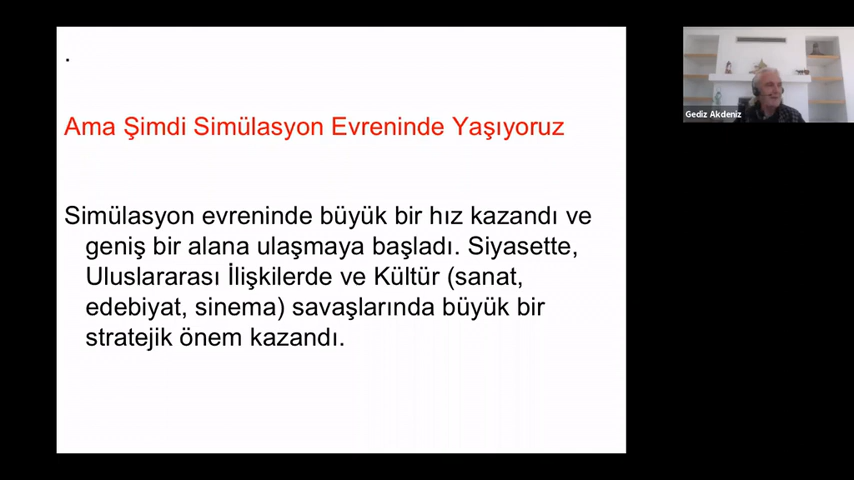 .
Ama Şimdi Simülasyon Evreninde Yaşıyoruz
Simülasyon evreninde büyük bir hız kazandı ve
geniş bir alana ulaşmaya başladı. Siyasette,
Uluslararası İlişkilerde ve Kültür (sanat,
edebiyat, sinema) savaşlarında büyük bir
stratejik önem kazandı.
Gediz Akdeniz